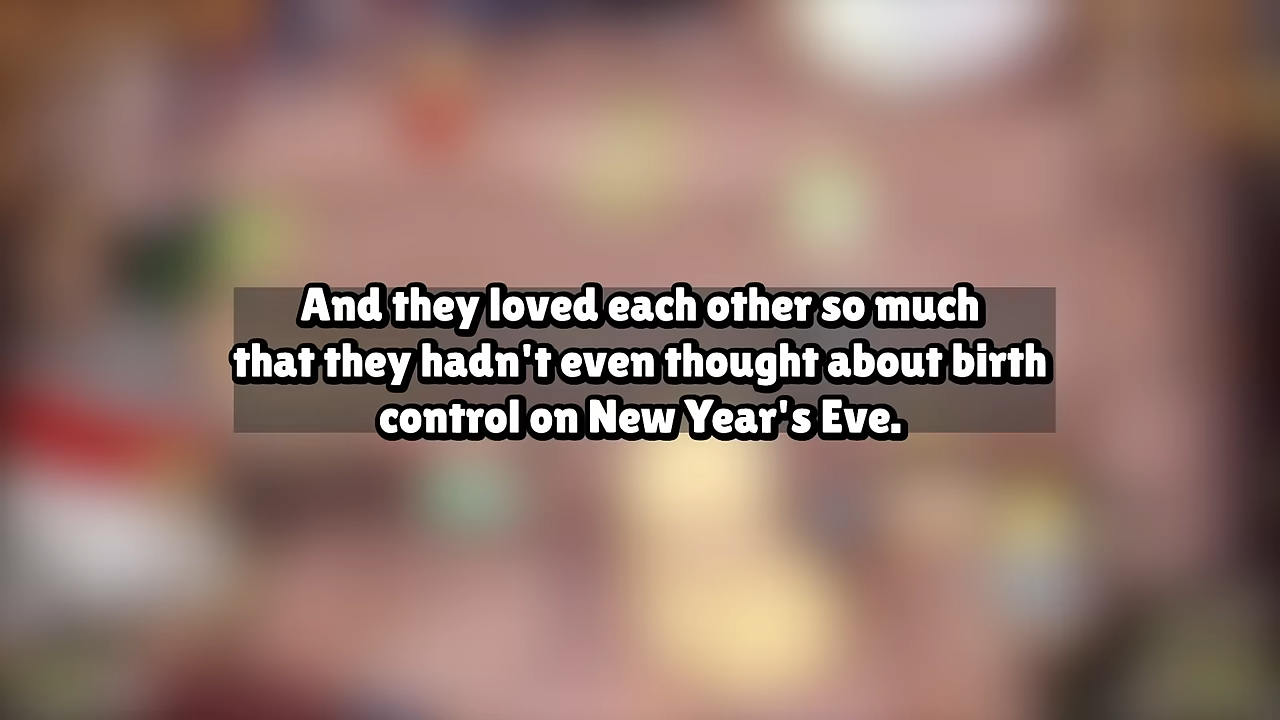 And they loved each other so much
that they hadn't even thought about birth
control on New Year's Eve.